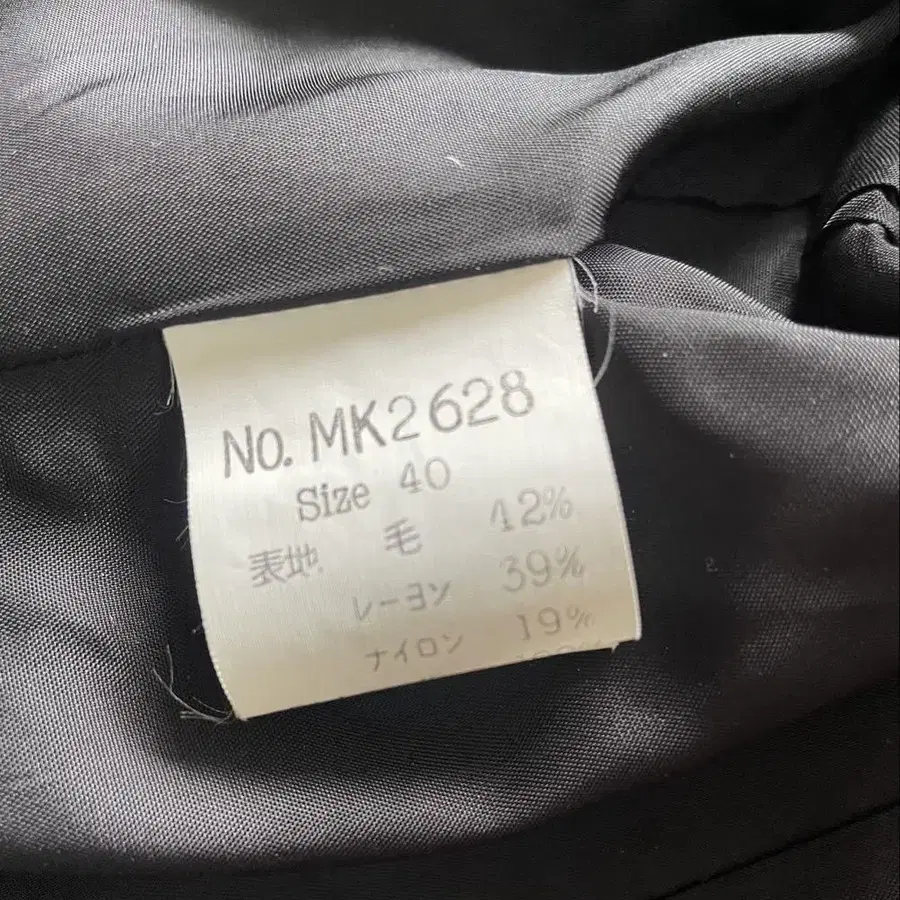 No. MK2628
Size 40
表地 毛 42%
レーヨン 39%
ナイロン 19%